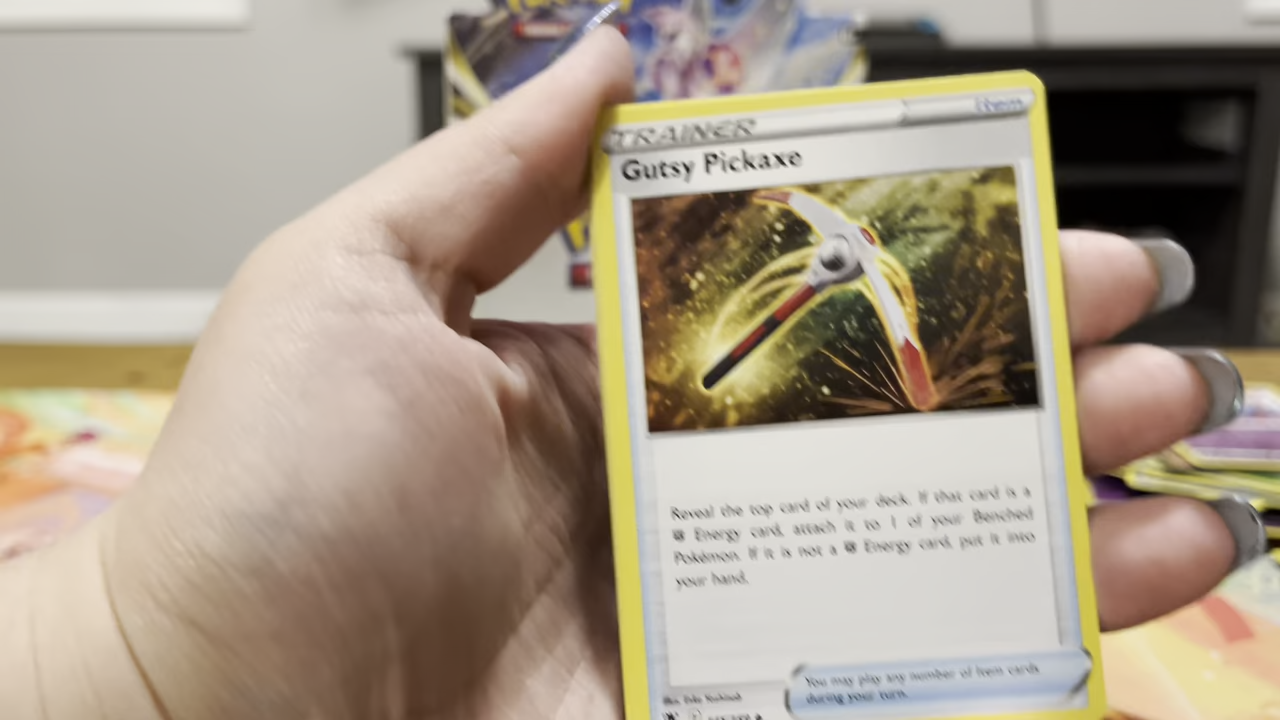 TRAINER
Item
Gutsy Pickaxe
Reveal the top card of your deck. If that card is a
Energy card, attach it to 1 of your Benched
Pokémon. If it is not a Energy card, put it into
your hand.
You may play any number of Item cards
during your turn.